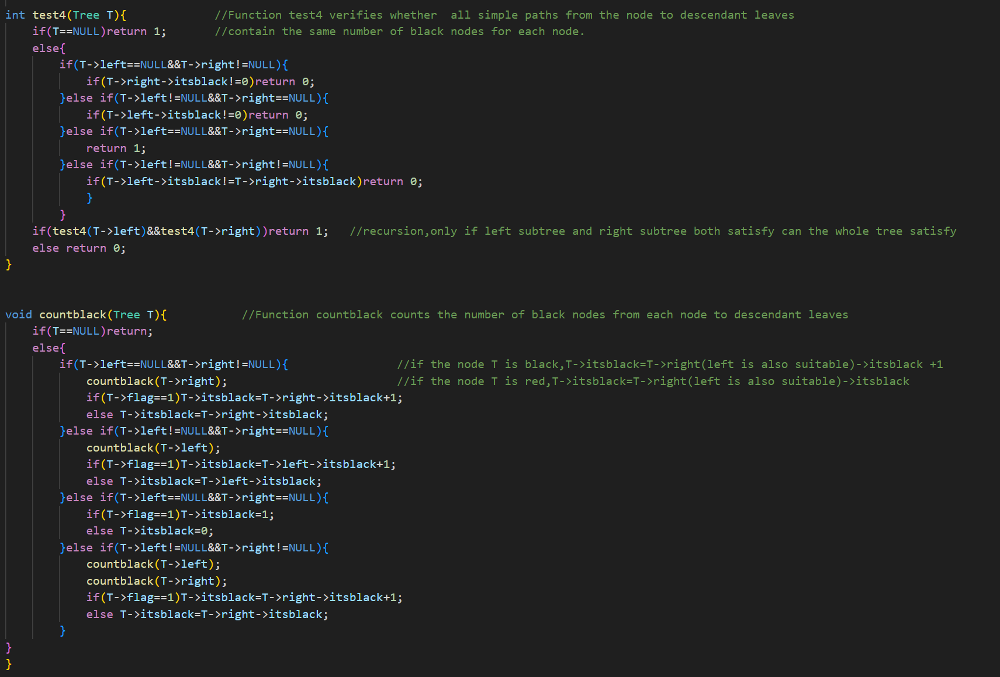 int test4(Tree T){             //Function test4 verifies whether  all simple paths from the node to descendant leaves
    if(T==NULL)return 1;       //contain the same number of black nodes for each node.
    else{
        if(T->left==NULL&&T->right!=NULL){
            if(T->right->itsblack!=0)return 0;
        }else if(T->left!=NULL&&T->right==NULL){
            if(T->left->itsblack!=0)return 0;
        }else if(T->left==NULL&&T->right==NULL){
            return 1;
        }else if(T->left!=NULL&&T->right!=NULL){
            if(T->left->itsblack!=T->right->itsblack)return 0;
            }
        }
    if(test4(T->left)&&test4(T->right))return 1;   //recursion,only if left subtree and right subtree both satisfy can the whole tree satisfy
    else return 0;
}
void countblack(Tree T){           //Function countblack counts the number of black nodes from each node to descendant leaves
    if(T==NULL)return;
    else{
        if(T->left==NULL&&T->right!=NULL){                //if the node T is black,T->itsblack=T->right(left is also suitable)->itsblack +1
            countblack(T->right);                         //if the node T is red,T->itsblack=T->right(left is also suitable)->itsblack
            if(T->flag==1)T->itsblack=T->right->itsblack+1;
            else T->itsblack=T->right->itsblack;
        }else if(T->left!=NULL&&T->right==NULL){
            countblack(T->left);
            if(T->flag==1)T->itsblack=T->left->itsblack+1;
            else T->itsblack=T->left->itsblack;
        }else if(T->left==NULL&&T->right==NULL){
            if(T->flag==1)T->itsblack=1;
            else T->itsblack=0;
        }else if(T->left!=NULL&&T->right!=NULL){
            countblack(T->left);
            countblack(T->right);
            if(T->flag==1)T->itsblack=T->right->itsblack+1;
            else T->itsblack=T->right->itsblack;
        }
}
}